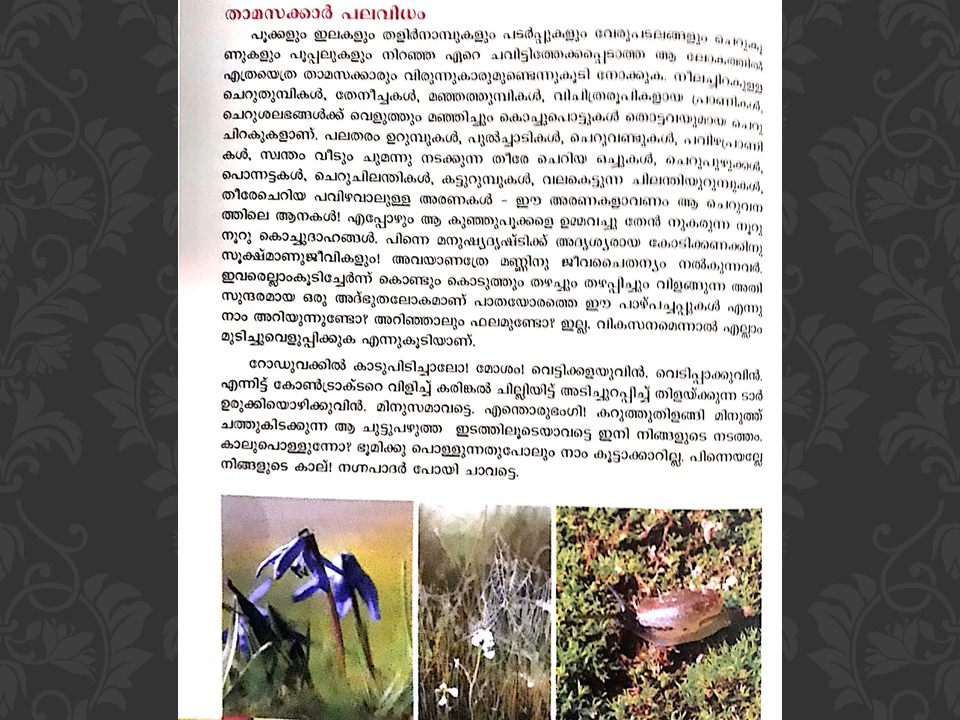 താമസക്കാർ പലവിധം
പൂക്കളും ഇലകളും തളിർനാമ്പുകളും പടർപ്പുകളും വേരുപടലങ്ങളും ചെറുകൂ
ണുകളും പൂപ്പലുകളും നിറഞ്ഞ ഏറെ ചവിട്ടിത്തേക്കപ്പെടാത്ത ആ ലോകത്തിൽ
എത്രയെത്ര താമസക്കാരും വിരുന്നുകാരുമുണ്ടെന്നുകൂടി നോക്കുക. നീലച്ചിറകുള്ള
ചെറുതുമ്പികൾ, തേനീച്ചകൾ, മഞ്ഞത്തുമ്പികൾ, വിചിത്രരൂപികളായ പ്രാണികൾ,
ചെറുശലഭങ്ങൾക്ക് വെളുത്തും മഞ്ഞിച്ചും കൊച്ചുപൊട്ടുകൾ തൊട്ടവയുമായ ചെറു
ചിറകുകളാണ്. പലതരം ഉറുമ്പുകൾ, പുൽച്ചാടികൾ, ചെറുവണ്ടുകൾ, പവിഴപ്രാണി
കൾ, സ്വന്തം വീടും ചുമന്നു നടക്കുന്ന തീരേ ചെറിയ ഒച്ചുകൾ, ചെറുപുഴുക്കൾ,
പൊന്നട്ടകൾ, ചെറുചിലന്തികൾ, കട്ടുറുമ്പുകൾ, വലകെട്ടുന്ന ചിലന്തിയുറുമ്പുകൾ,
തീരേചെറിയ പവിഴവാലുള്ള അരണകൾ - ഈ അരണകളാവണം ആ ചെറുവന
ത്തിലെ ആനകൾ! എപ്പോഴും ആ കുഞ്ഞുപൂക്കളെ ഉമ്മവച്ചു തേൻ നുകരുന്ന നൂറു
നൂറു കൊച്ചുദാഹങ്ങൾ. പിന്നെ മനുഷ്യദൃഷ്ടിക്ക് അദൃശ്യരായ കോടിക്കണക്കിനു
സൂക്ഷ്മാണുജീവികളും! അവയാണത്രേ മണ്ണിനു ജീവചൈതന്യം നൽകുന്നവർ.
ഇവരെല്ലാംകൂടിച്ചേർന്ന് കൊണ്ടും കൊടുത്തും തഴച്ചും തഴപ്പിച്ചും വിളങ്ങുന്ന അതി
സുന്ദരമായ ഒരു അദ്ഭുതലോകമാണ് പാതയോരത്തെ ഈ പാഴ്പച്ചപ്പുകൾ എന്നു
നാം അറിയുന്നുണ്ടോ? അറിഞ്ഞാലും ഫലമുണ്ടോ? ഇല്ല. വികസനമെന്നാൽ എല്ലാം
മുടിച്ചുവെളുപ്പിക്കുക എന്നുകൂടിയാണ്.
റോഡുവക്കിൽ കാടുപിടിച്ചാലോ! മോശം! വെട്ടിക്കളയുവിൻ. വെടിപ്പാക്കുവിൻ.
എന്നിട്ട് കോൺട്രാക്ടറെ വിളിച്ച് കരിങ്കൽ ചില്ലിയിട്ട് അടിച്ചുറപ്പിച്ച് തിളയ്ക്കുന്ന ടാർ
ഉരുക്കിയൊഴിക്കുവിൻ. മിനുസമാവട്ടെ. എന്തൊരുഭംഗി! കറുത്തുതിളങ്ങി മിനുത്ത്
ചത്തുകിടക്കുന്ന ആ ചുട്ടുപഴുത്ത ഇടത്തിലൂടെയാവട്ടെ ഇനി നിങ്ങളുടെ നടത്തം.
കാലുപൊള്ളുന്നോ? ഭൂമിക്കു പൊള്ളുന്നതുപോലും നാം കൂട്ടാക്കാറില്ല. പിന്നെയല്ലേ
നിങ്ങളുടെ കാല്! നഗ്നപാദർ പോയി ചാവട്ടെ.